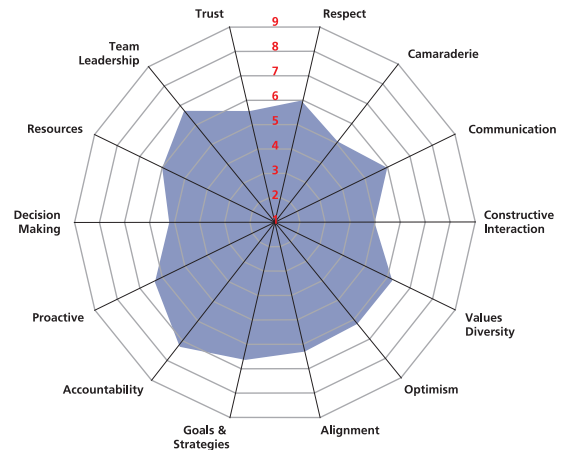 Trust
Respect
Team
Leadership
Camaraderie
Resources
Communication
Decision
Making
Constructive
Interaction
Proactive
Values
Diversity
Accountability
Optimism
Goals &
Strategies
Alignment
9
8
7
6
5
4
3
2